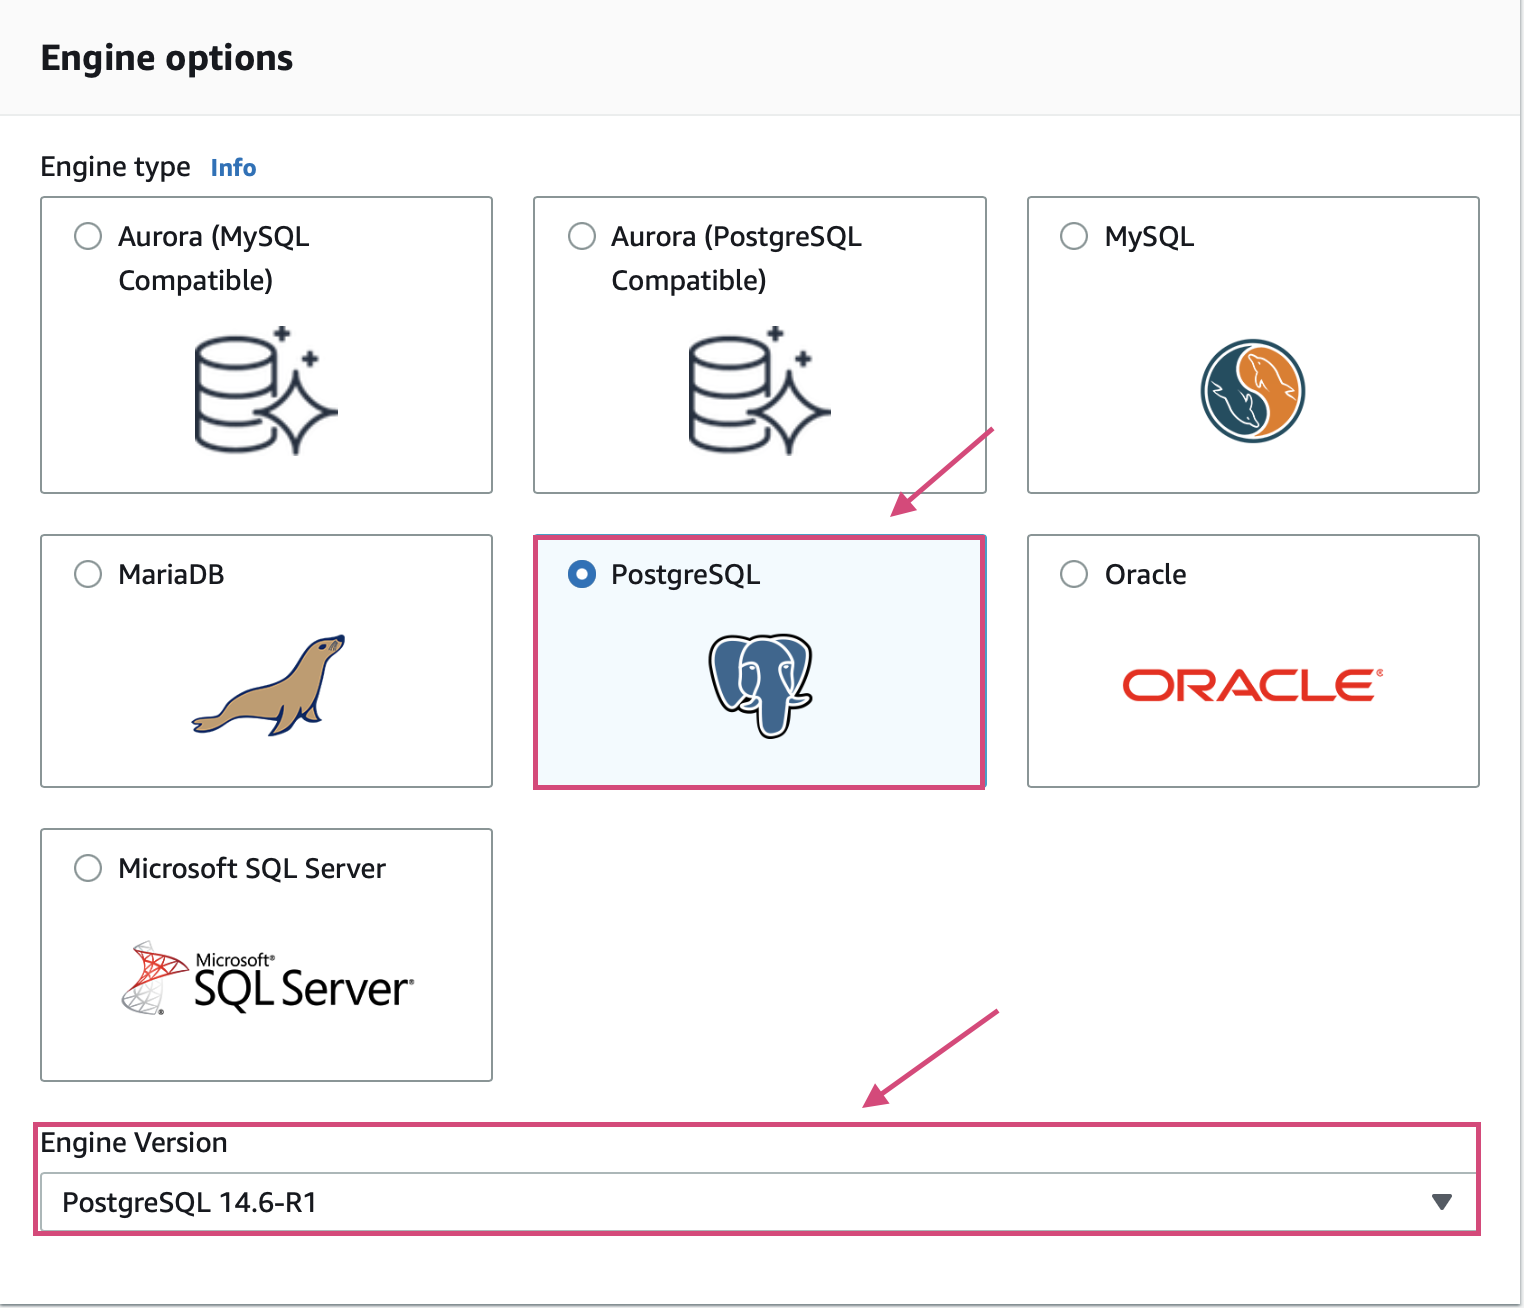 Engine options
Engine type Info
Aurora (MySQL
Compatible)
Aurora (PostgreSQL
Compatible)
MySQL
MariaDB
PostgreSQL
Oracle
ORACLE®
Microsoft SQL Server
Microsoft®
SQL Server®
Engine Version
PostgreSQL 14.6-R1